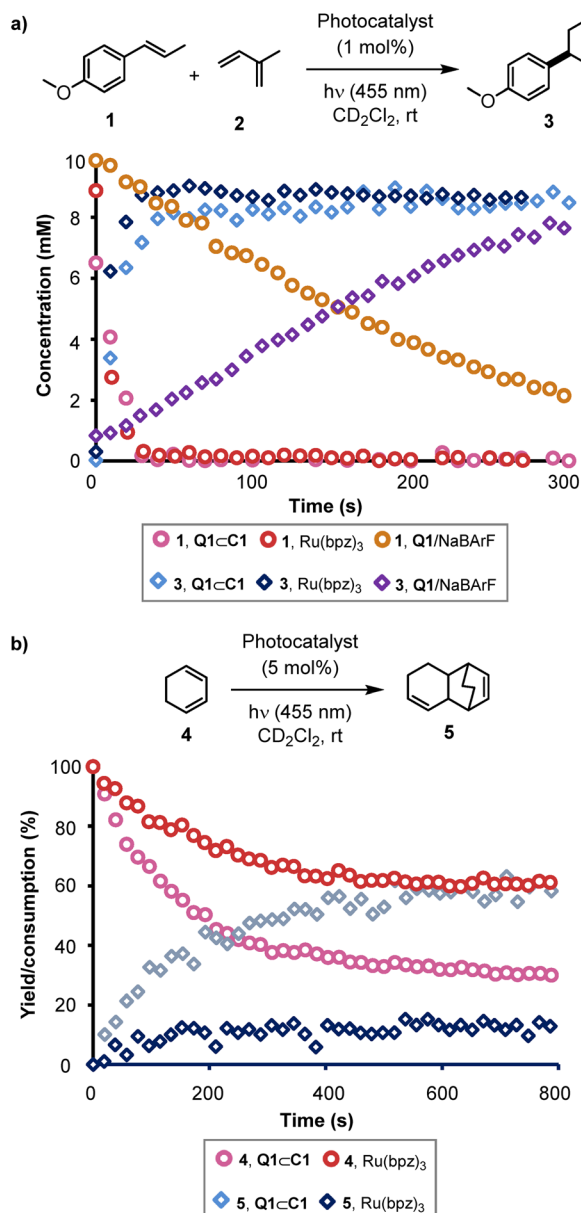 a)
Photocatalyst
(1 mol%)
+
hν (455 nm)
CD2Cl2, rt
O
O
1
2
3
10
8
6
4
2
0
Concentration (mM)
0
100
200
300
Time (s)
1, Q1⊂C1 1, Ru(bpz)3 1, Q1/NaBArF
3, Q1⊂C1 3, Ru(bpz)3 3, Q1/NaBArF
b)
Photocatalyst
(5 mol%)
hν (455 nm)
CD2Cl2, rt
4
5
100
80
60
40
20
0
Yield/consumption (%)
0
200
400
600
800
Time (s)
4, Q1⊂C1 4, Ru(bpz)3
5, Q1⊂C1 5, Ru(bpz)3